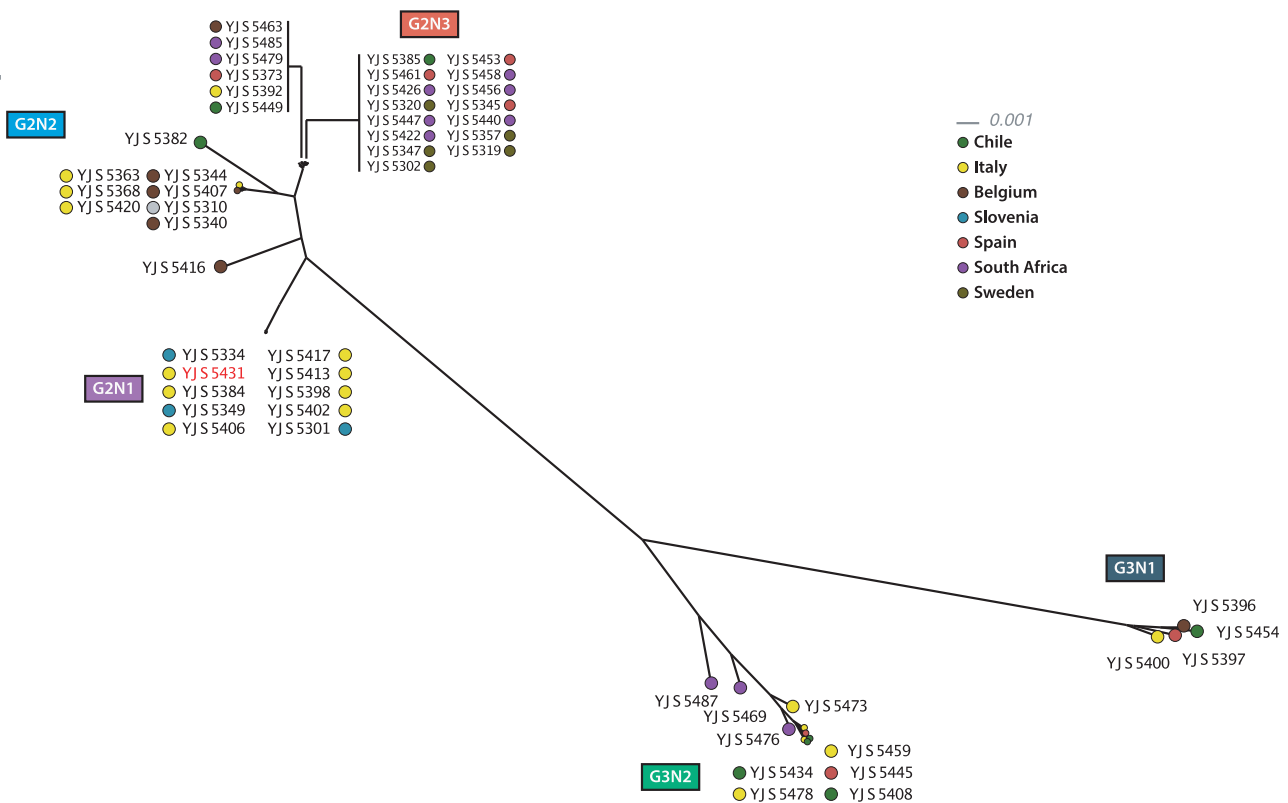 G2N3
YJS 5463
YJS 5485
YJS 5479
YJS 5373
YJS 5392
YJS 5449
YJS 5385 YJS 5453
YJS 5461 YJS 5458
YJS 5426 YJS 5456
YJS 5320 YJS 5345
YJS 5447 YJS 5440
YJS 5422 YJS 5357
YJS 5347 YJS 5319
YJS 5302
G2N2
YJS 5382
YJS 5363 YJS 5344
YJS 5368 YJS 5407
YJS 5420 YJS 5310
YJS 5340
YJS 5416
0.001
Chile
Italy
Belgium
Slovenia
Spain
South Africa
Sweden
G2N1
YJS 5334 YJS 5417
YJS 5431 YJS 5413
YJS 5384 YJS 5398
YJS 5349 YJS 5402
YJS 5406 YJS 5301
G3N1
YJS 5396
YJS 5454
YJS 5400 YJS 5397
YJS 5487
YJS 5469
YJS 5473
YJS 5476
G3N2
YJS 5459
YJS 5434 YJS 5445
YJS 5478 YJS 5408